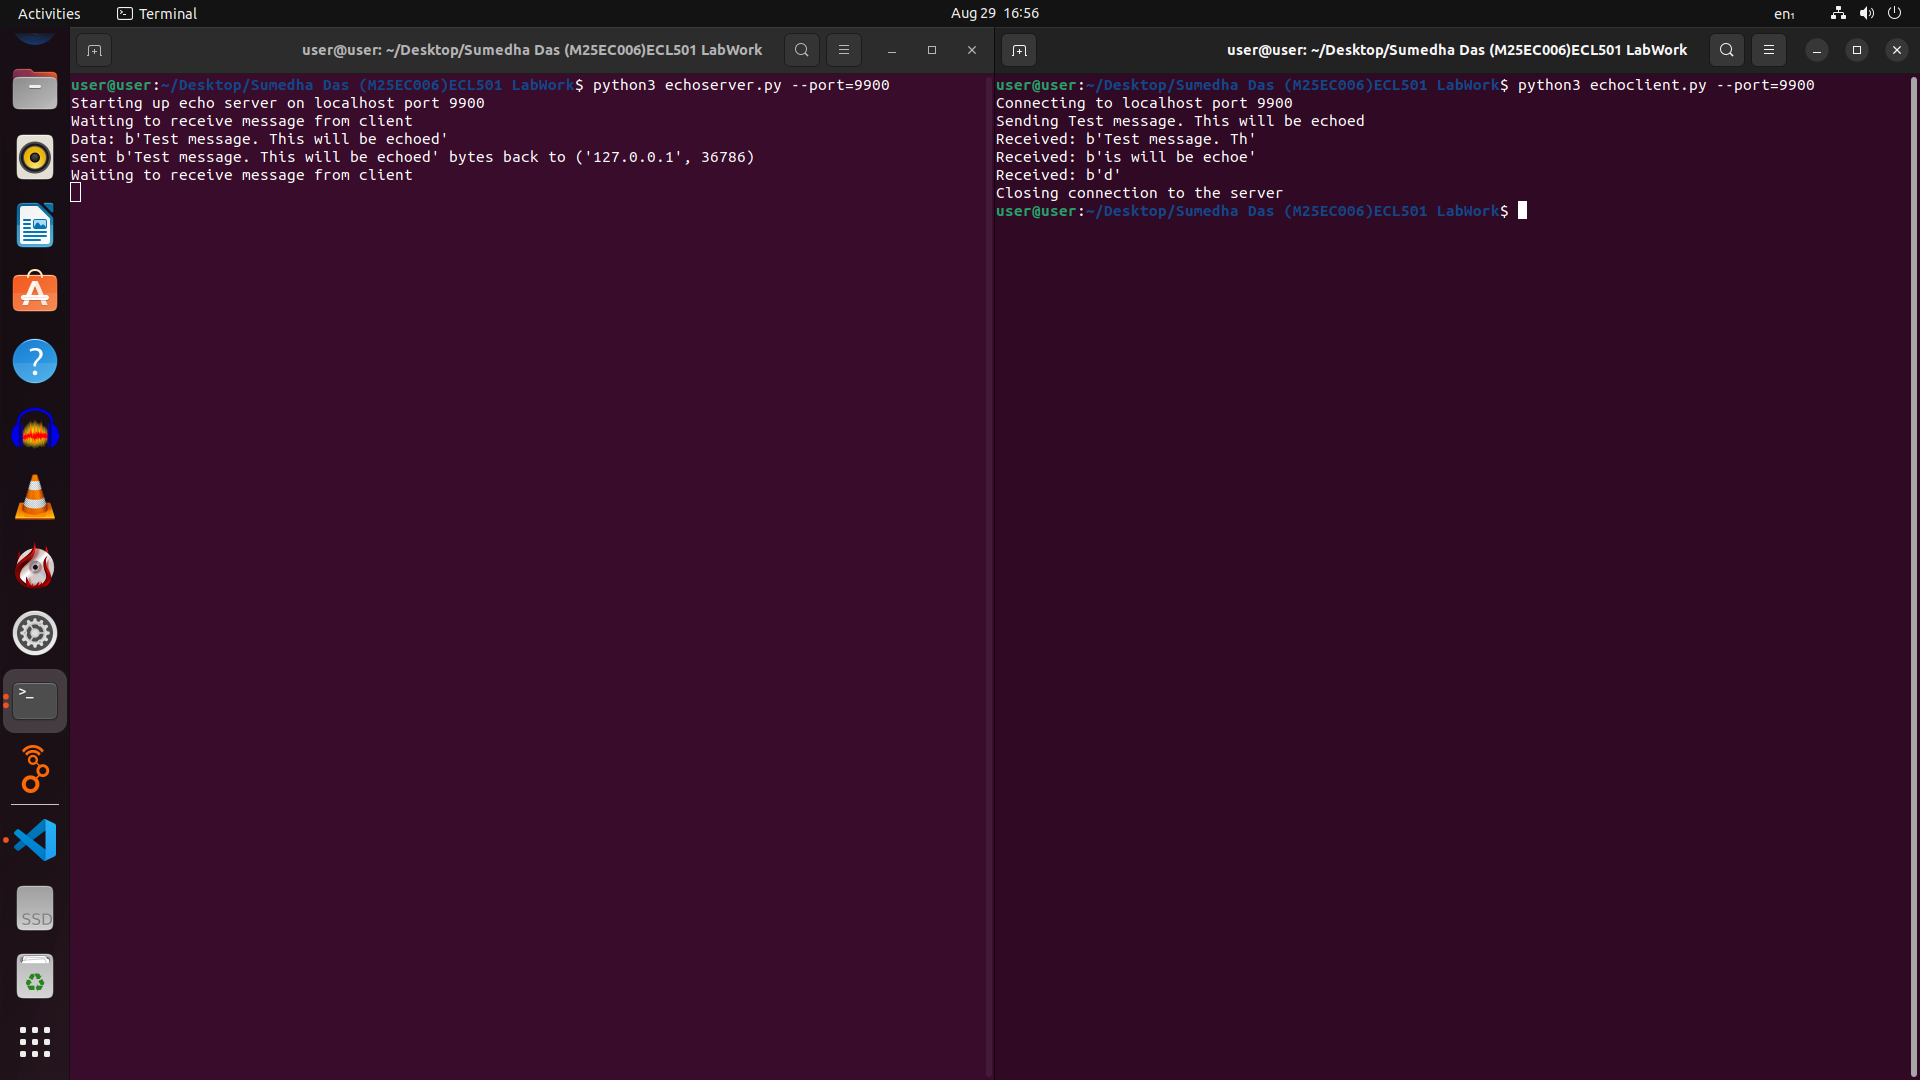 Activities
Terminal
Aug 29 16:56
en₁
user@user: ~/Desktop/Sumedha Das (M25EC006)ECL501 LabWork
user@user:~/Desktop/Sumedha Das (M25EC006)ECL501 LabWork$ python3 echoserver.py --port=9900
Starting up echo server on localhost port 9900
Waiting to receive message from client
Data: b'Test message. This will be echoed'
sent b'Test message. This will be echoed' bytes back to ('127.0.0.1', 36786)
Waiting to receive message from client
user@user: ~/Desktop/Sumedha Das (M25EC006)ECL501 LabWork
user@user:~/Desktop/Sumedha Das (M25EC006)ECL501 LabWork$ python3 echoclient.py --port=9900
Connecting to localhost port 9900
Sending Test message. This will be echoed
Received: b'Test message. Th'
Received: b'is will be echoe'
Received: b'd'
Closing connection to the server
user@user:~/Desktop/Sumedha Das (M25EC006)ECL501 LabWork$
SSD